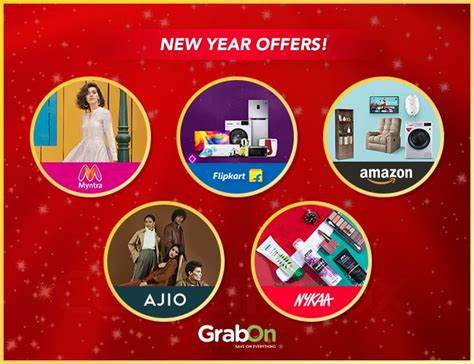 NEW YEAR OFFERS!
Myntra
Flipkart
amazon
AJIO
NYKAA
GrabOn
SAVE ON EVERYTHING